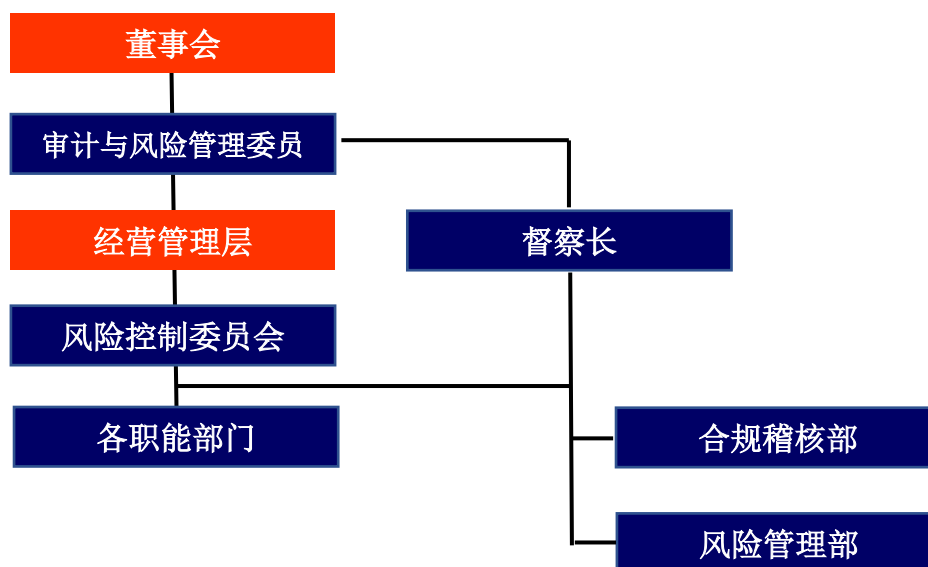 董事会
审计与风险管理委员
经营管理层
督察长
风险控制委员会
各职能部门
合规稽核部
风险管理部